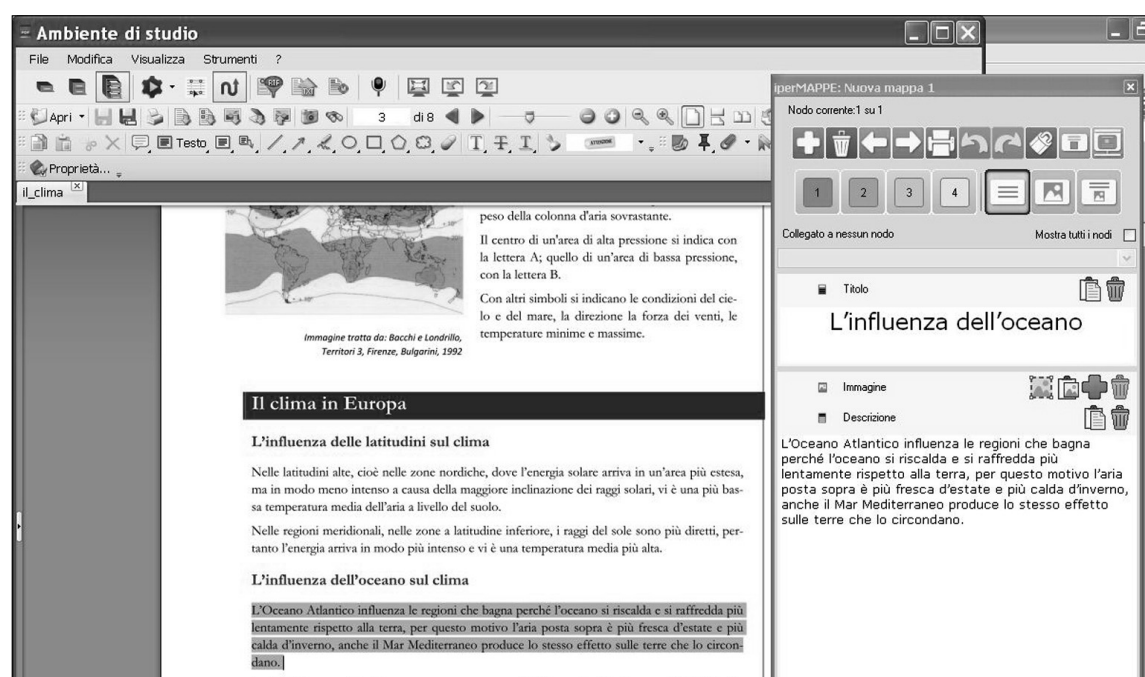 Ambiente di studio
File Modifica Visualizza Strumenti ?
Apri 3 di 8
Testo
Proprietà...
il_clima
peso della colonna d'aria sovrastante.
Il centro di un'area di alta pressione si indica con
la lettera A; quello di un'area di bassa pressione,
con la lettera B.
Con altri simboli si indicano le condizioni del cie-
lo e del mare, la direzione la forza dei venti, le
temperature minime e massime.
Immagine tratta da: Bacchi e Londrillo,
Territori 3, Firenze, Bulgarini, 1992
Il clima in Europa
L'influenza delle latitudini sul clima
Nelle latitudini alte, cioè nelle zone nordiche, dove l'energia solare arriva in un'area più estesa,
ma in modo meno intenso a causa della maggiore inclinazione dei raggi solari, vi è una più bas-
sa temperatura media dell'aria a livello del suolo.
Nelle regioni meridionali, nelle zone a latitudine inferiore, i raggi del sole sono più diretti, per-
tanto l'energia arriva in modo più intenso e vi è una temperatura media più alta.
L'influenza dell'oceano sul clima
L'Oceano Atlantico influenza le regioni che bagna perché l'oceano si riscalda e si raffredda più
lentamente rispetto alla terra, per questo motivo l'aria posta sopra è più fresca d'estate e più
calda d'inverno, anche il Mar Mediterraneo produce lo stesso effetto sulle terre che lo circon-
dano.
iperMAPPE: Nuova mappa 1
Nodo corrente:1 su 1
1 2 3 4
Collegato a nessun nodo Mostra tutti i nodi
Titolo
L'influenza dell'oceano
Immagine
Descrizione
L'Oceano Atlantico influenza le regioni che bagna
perché l'oceano si riscalda e si raffredda più
lentamente rispetto alla terra, per questo motivo l'aria
posta sopra è più fresca d'estate e più calda d'inverno,
anche il Mar Mediterraneo produce lo stesso effetto
sulle terre che lo circondano.